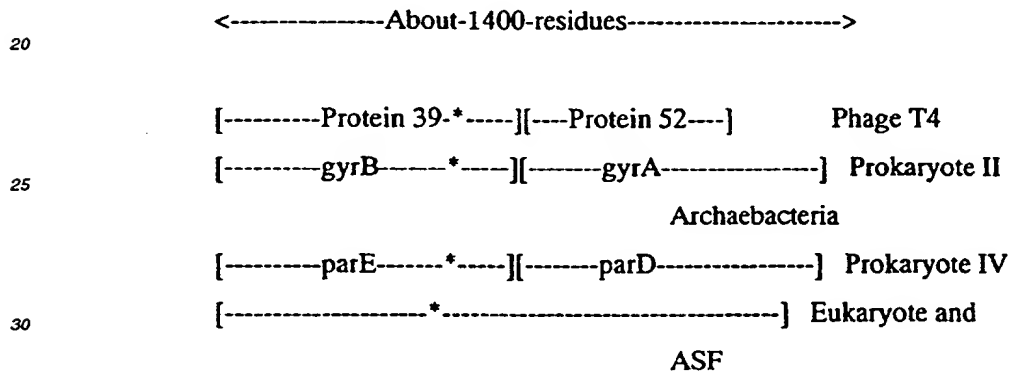 <---------------About-1400-residues----------------------->
20
[----------Protein 39-*-----][----Protein 52----] Phage T4
[----------gyrB-------*-----][-------gyrA----------------] Prokaryote II
25
Archaebacteria
[----------parE-------*-----][--------parD----------------] Prokaryote IV
[---------------------*-----------------------------------] Eukaryote and
30
ASF